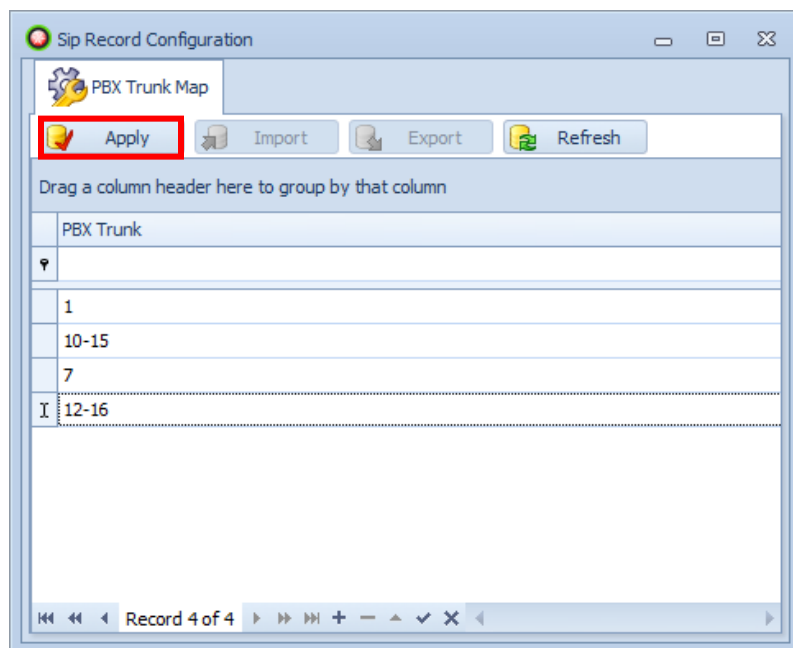 Sip Record Configuration
PBX Trunk Map
Apply Import Export Refresh
Drag a column header here to group by that column
PBX Trunk
1
10-15
7
12-16
Record 4 of 4